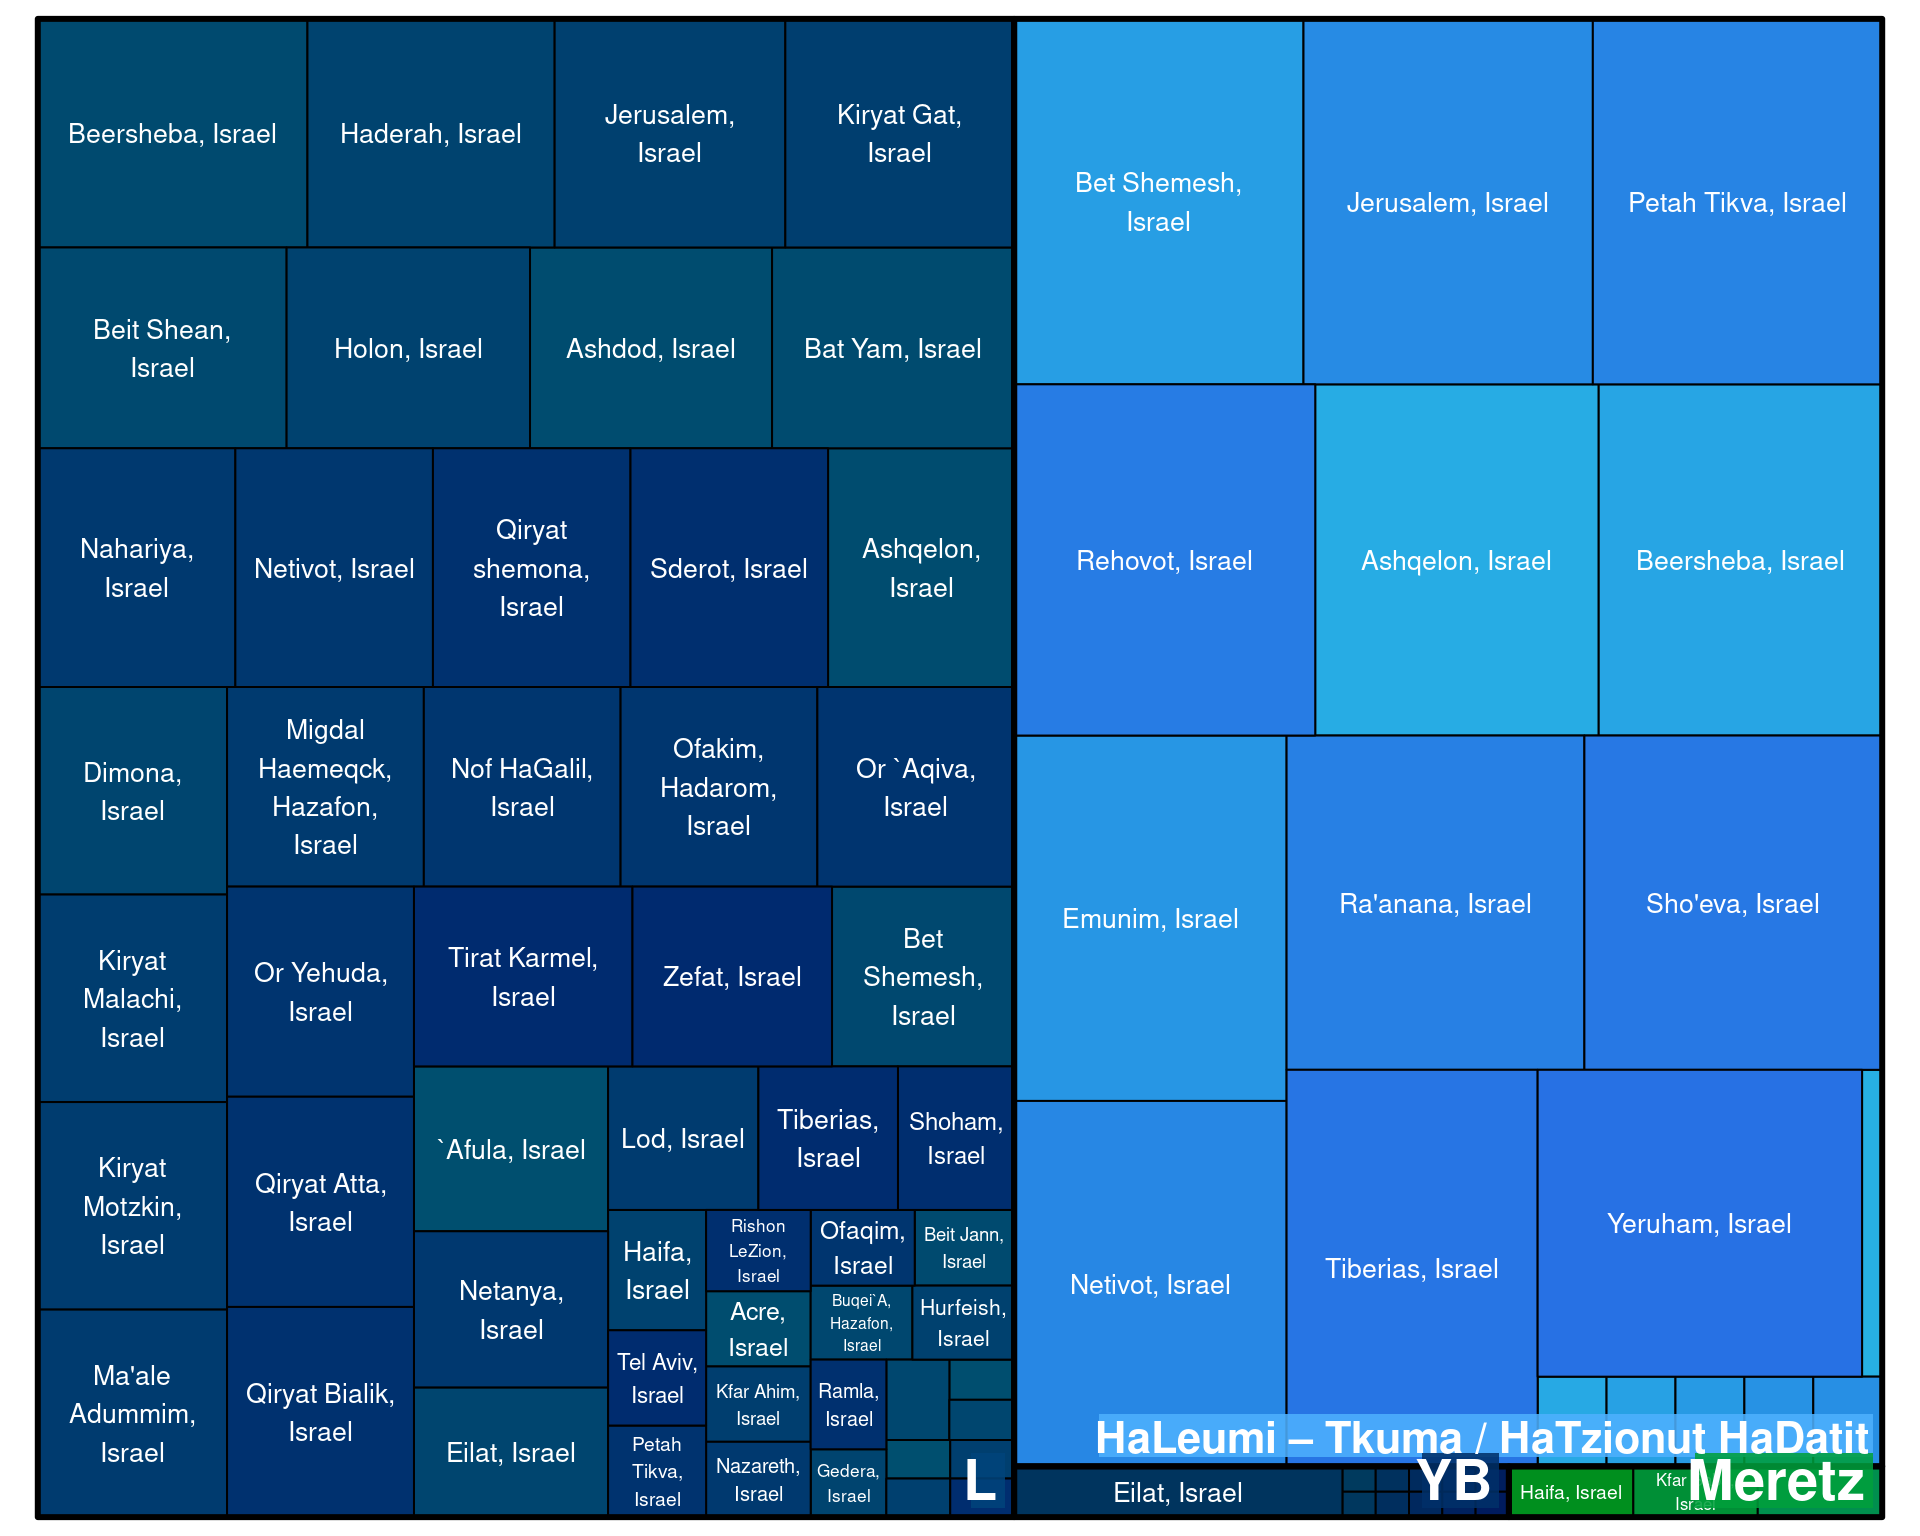 Beersheba, Israel
Haderah, Israel
Jerusalem,
Israel
Kiryat Gat,
Israel
Beit Shean,
Israel
Holon, Israel
Ashdod, Israel
Bat Yam, Israel
Nahariya,
Israel
Netivot, Israel
Qiryat
shemona,
Israel
Sderot, Israel
Ashqelon,
Israel
Dimona,
Israel
Migdal
Haemeqck,
Hazafon,
Israel
Nof HaGalil,
Israel
Ofakim,
Hadarom,
Israel
Or `Aqiva,
Israel
Kiryat
Malachi,
Israel
Or Yehuda,
Israel
Tirat Karmel,
Israel
Zefat, Israel
Bet
Shemesh,
Israel
Kiryat
Motzkin,
Israel
Qiryat Atta,
Israel
`Afula, Israel
Lod, Israel
Tiberias,
Israel
Shoham,
Israel
Ma'ale
Adummim,
Israel
Qiryat Bialik,
Israel
Netanya,
Israel
Eilat, Israel
Haifa,
Israel
Rishon
LeZion,
Israel
Ofaqim,
Israel
Beit Jann,
Israel
Acre,
Israel
Buqei`A,
Hazafon,
Israel
Hurfeish,
Israel
Tel Aviv,
Israel
Kfar Ahim,
Israel
Ramla,
Israel
Petah
Tikva,
Israel
Nazareth,
Israel
Gedera,
Israel
L
Bet Shemesh,
Israel
Jerusalem, Israel
Petah Tikva, Israel
Rehovot, Israel
Ashqelon, Israel
Beersheba, Israel
Emunim, Israel
Ra'anana, Israel
Sho'eva, Israel
Netivot, Israel
Tiberias, Israel
Yeruham, Israel
HaLeumi – Tkuma / HaTzionut HaDatit
Eilat, Israel
YB
Haifa, Israel
Kfar
Israel
Meretz